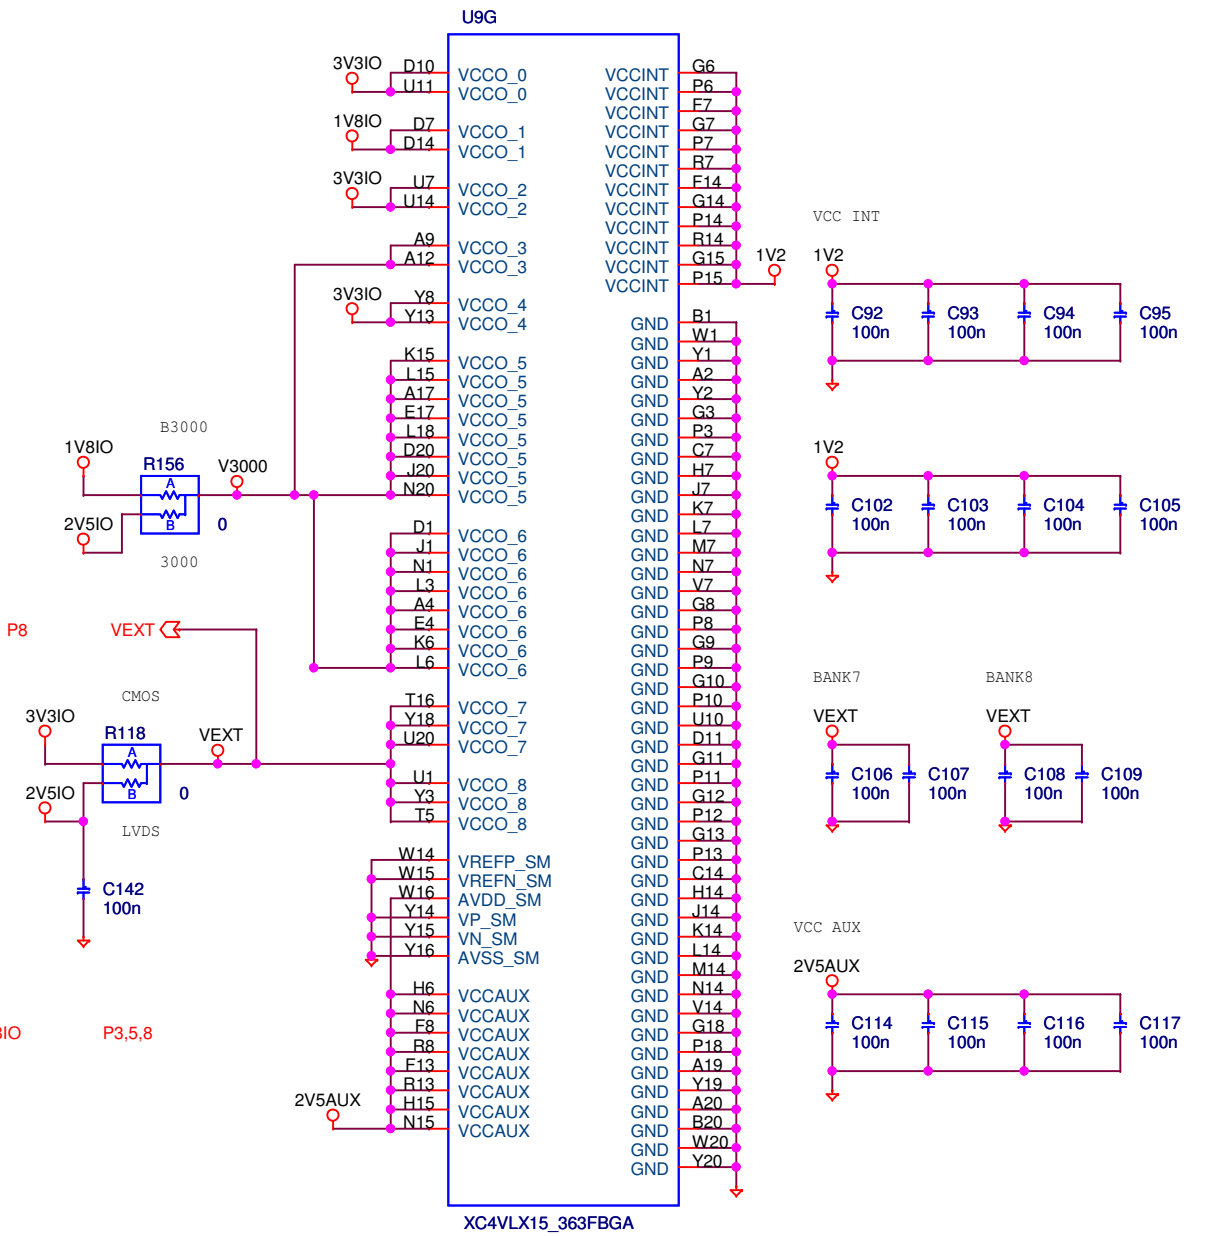 U9G
3V3IO
D10 VCCO_0
U11 VCCO_0
1V8IO
D7 VCCO_1
D14 VCCO_1
3V3IO
U7 VCCO_2
U14 VCCO_2
A9 VCCO_3
A12 VCCO_3
3V3IO
Y8 VCCO_4
Y13 VCCO_4
K15 VCCO_5
L15 VCCO_5
A17 VCCO_5
E17 VCCO_5
L18 VCCO_5
D20 VCCO_5
J20 VCCO_5
N20 VCCO_5
B3000
1V8IO
R156
A
B
V3000
2V5IO
0
3000
D1 VCCO_6
J1 VCCO_6
N1 VCCO_6
L3 VCCO_6
A4 VCCO_6
E4 VCCO_6
K6 VCCO_6
L6 VCCO_6
P8 VEXT
CMOS
3V3IO
R118
A
B
VEXT
2V5IO
0
LVDS
C142
100n
T16 VCCO_7
Y18 VCCO_7
U20 VCCO_7
U1 VCCO_8
Y3 VCCO_8
T5 VCCO_8
W14 VREFP_SM
W15 VREFN_SM
W16 AVDD_SM
Y14 VP_SM
Y15 VN_SM
Y16 AVSS_SM
H6 VCCAUX
N6 VCCAUX
F8 VCCAUX
R8 VCCAUX
F13 VCCAUX
R13 VCCAUX
H15 VCCAUX
N15 VCCAUX
2V5AUX
IO P3,5,8
VCCINT G6
VCCINT P6
VCCINT F7
VCCINT G7
VCCINT P7
VCCINT R7
VCCINT F14
VCCINT G14
VCCINT P14
VCCINT R14
VCCINT G15
VCCINT P15
1V2
GND B1
GND W1
GND Y1
GND A2
GND Y2
GND G3
GND P3
GND C7
GND H7
GND J7
GND K7
GND L7
GND M7
GND N7
GND V7
GND G8
GND P8
GND G9
GND P9
GND G10
GND P10
GND U10
GND D11
GND G11
GND P11
GND G12
GND P12
GND G13
GND P13
GND C14
GND H14
GND J14
GND K14
GND L14
GND M14
GND N14
GND V14
GND G18
GND P18
GND A19
GND Y19
GND A20
GND B20
GND W20
GND Y20
XC4VLX15_363FBGA
VCC INT
1V2
C92 C93 C94 C95
100n 100n 100n 100n
1V2
C102 C103 C104 C105
100n 100n 100n 100n
BANK7 BANK8
VEXT VEXT
C106 C107 C108 C109
100n 100n 100n 100n
VCC AUX
2V5AUX
C114 C115 C116 C117
100n 100n 100n 100n